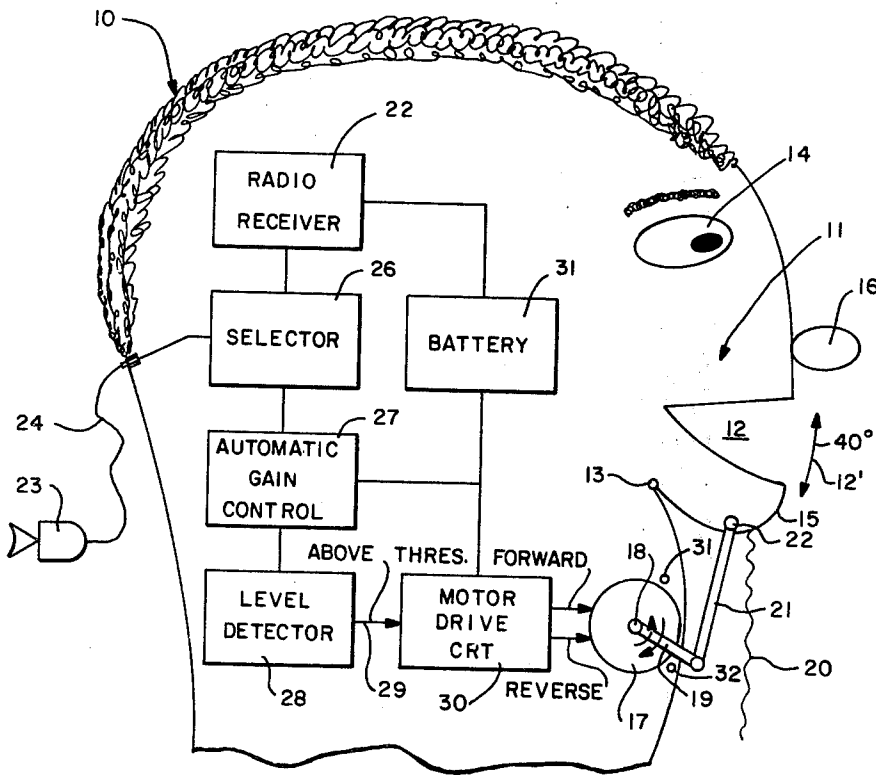 10
22
RADIO
RECEIVER
14
11
26
31
16
SELECTOR
BATTERY
24
27
12
40°
12'
AUTOMATIC
GAIN
CONTROL
23
13
15
22
ABOVE THRES. FORWARD
18
31
LEVEL
DETECTOR
MOTOR
DRIVE
CRT
A
21
20
REVERSE
32
28
29
30
17
19